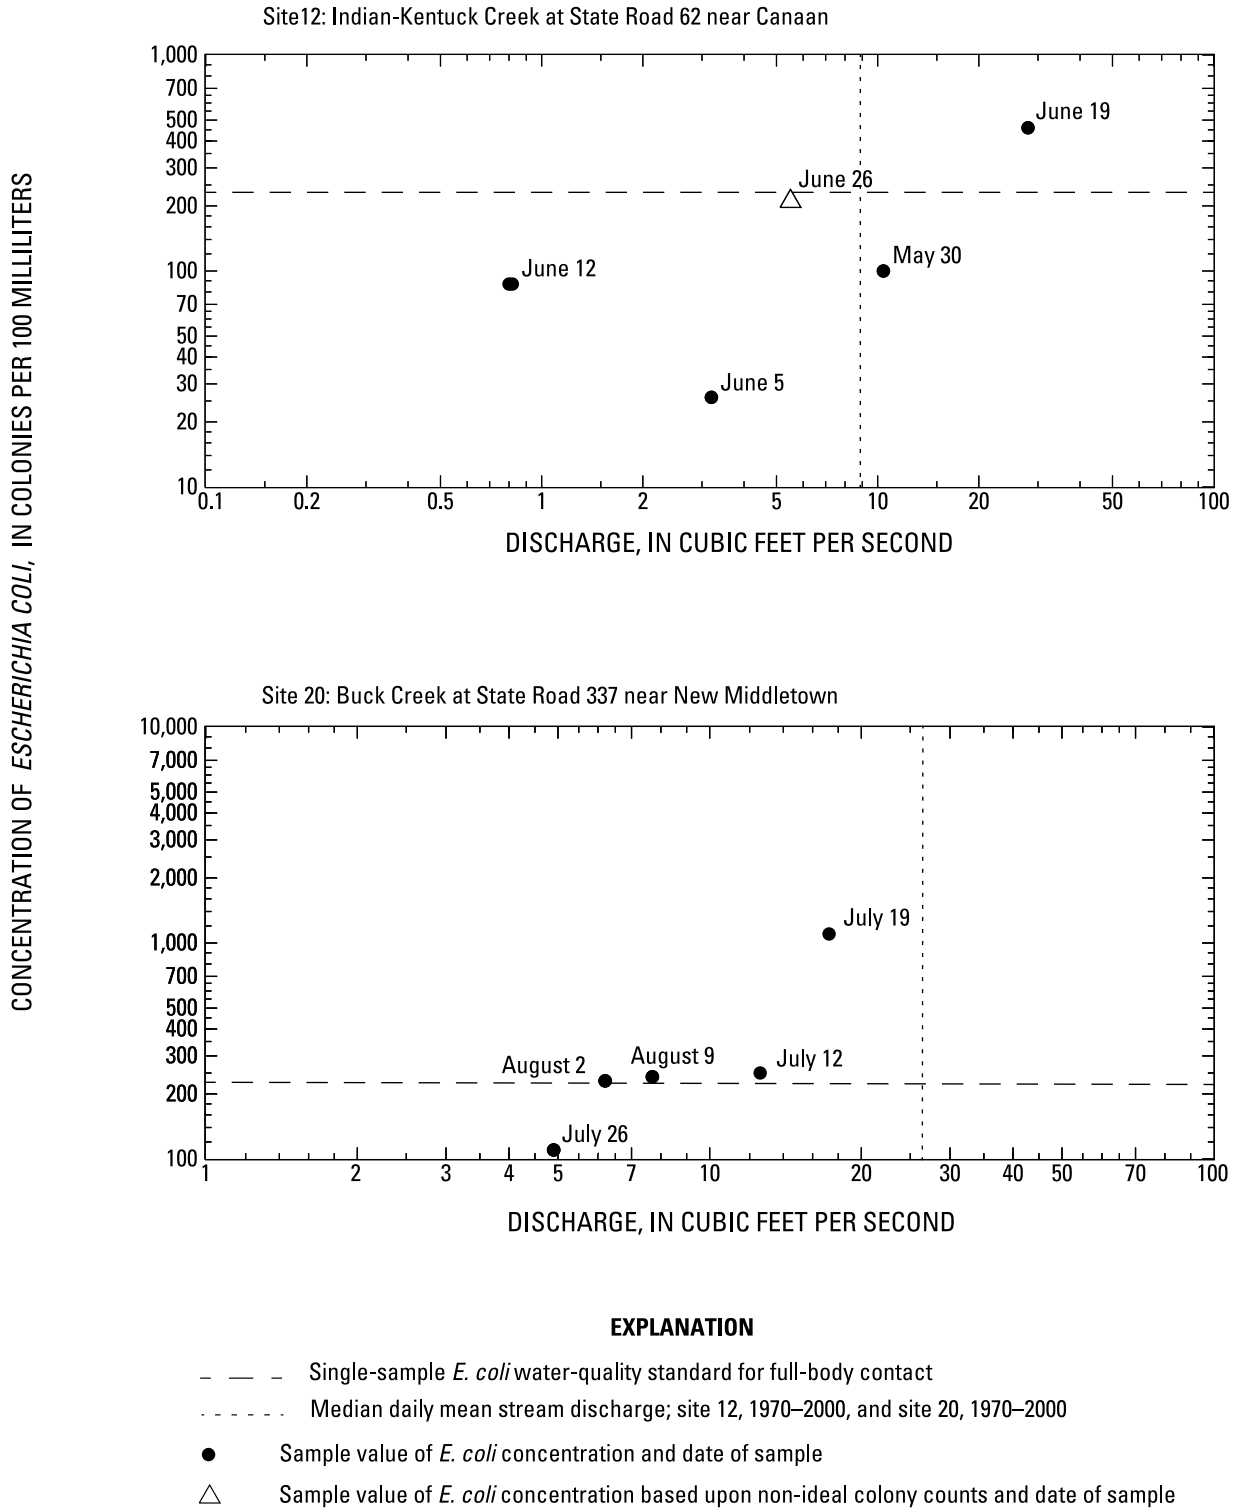 Site12: Indian-Kentuck Creek at State Road 62 near Canaan
CONCENTRATION OF ESCHERICHIA COLI, IN COLONIES PER 100 MILLILITERS
1,000
700
500
400
300
200
100
70
50
40
30
20
10
June 19
June 26
May 30
June 12
June 5
0.1 0.2 0.5 1 2 5 10 20 50 100
DISCHARGE, IN CUBIC FEET PER SECOND
Site 20: Buck Creek at State Road 337 near New Middletown
10,000
7,000
5,000
4,000
3,000
2,000
1,000
700
500
400
300
200
100
July 19
August 2
August 9
July 12
July 26
1 2 3 4 5 7 10 20 30 40 50 70 100
DISCHARGE, IN CUBIC FEET PER SECOND
EXPLANATION
Single-sample E. coli water-quality standard for full-body contact
Median daily mean stream discharge; site 12, 1970–2000, and site 20, 1970–2000
Sample value of E. coli concentration and date of sample
Sample value of E. coli concentration based upon non-ideal colony counts and date of sample